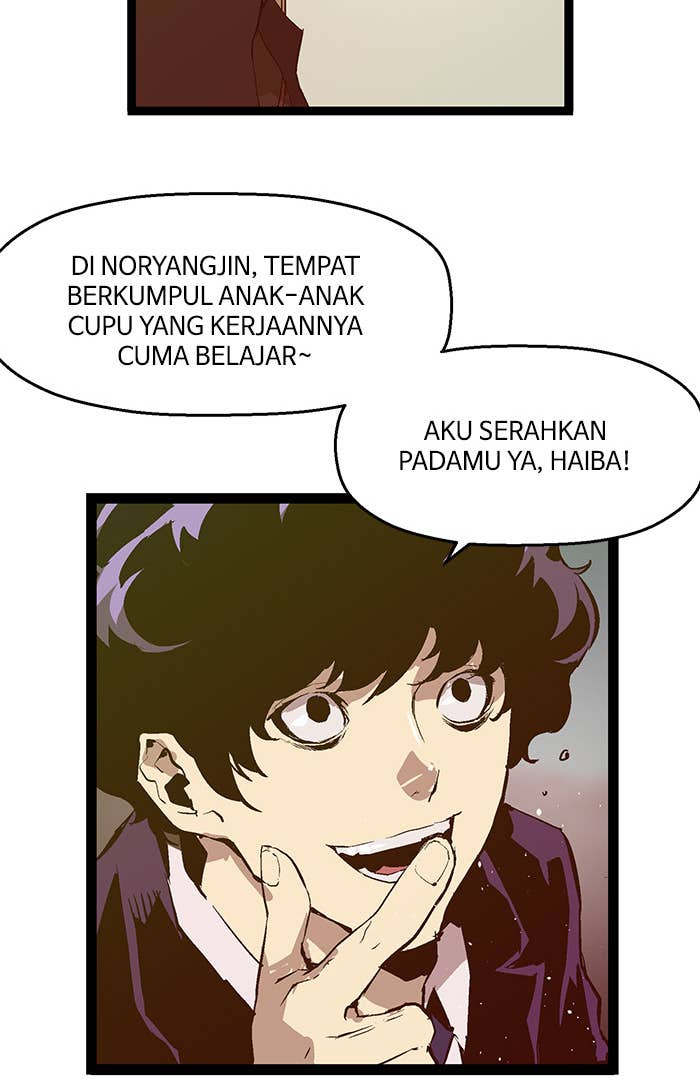 DI NORYANGJIN, TEMPAT
BERKUMPUL ANAK-ANAK
CUPU YANG KERJAANNYA
CUMA BELAJAR~
AKU SERAHKAN
PADAMU YA, HAIBA!